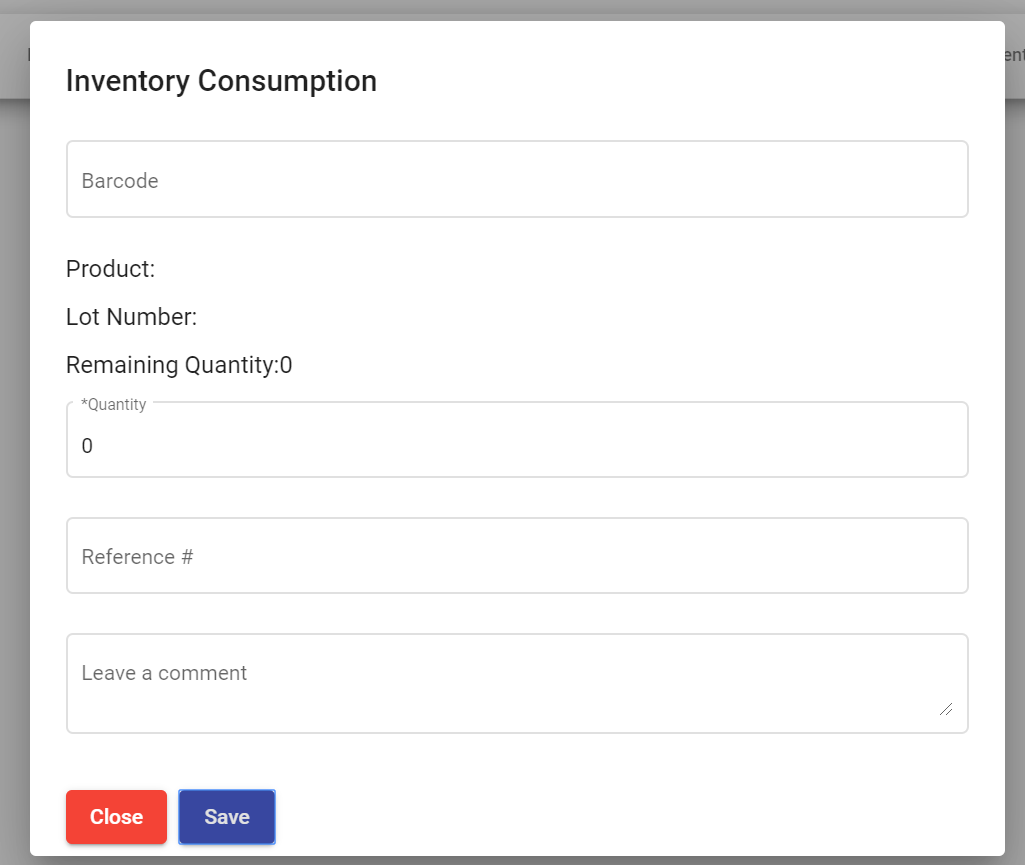 Inventory Consumption
Barcode
Product:
Lot Number:
Remaining Quantity:0
*Quantity
0
Reference #
Leave a comment
Close Save